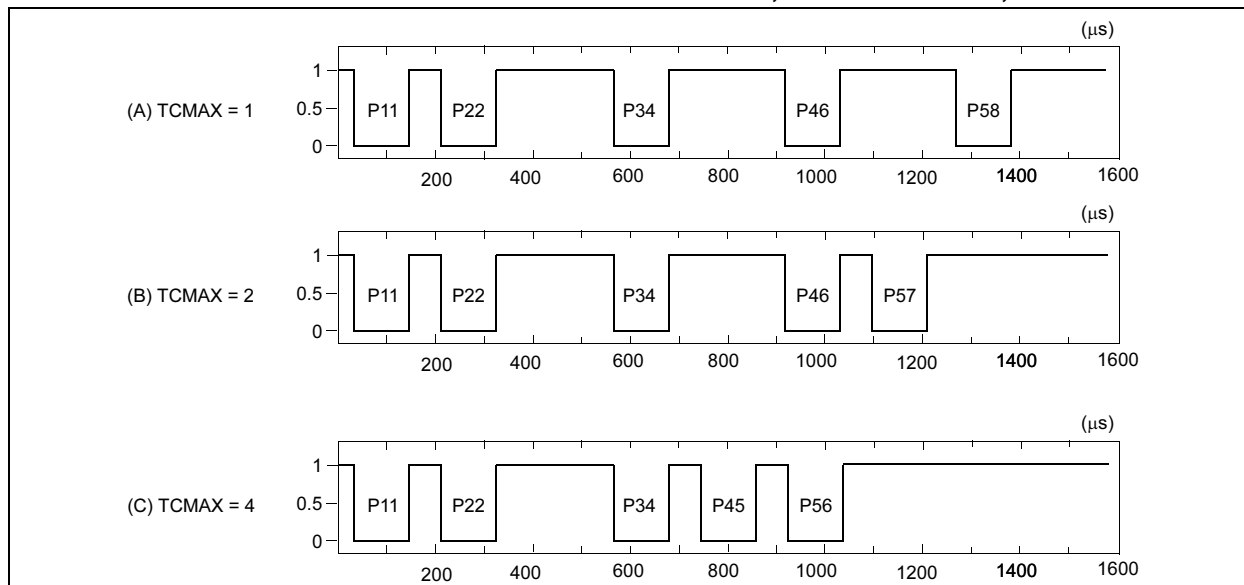 (μs)
1
0.5
0
(A) TCMAX = 1
P11 P22 P34 P46 P58
200 400 600 800 1000 1200 1400 1600
(μs)
1
0.5
0
(B) TCMAX = 2
P11 P22 P34 P46 P57
200 400 600 800 1000 1200 1400 1600
(μs)
1
0.5
0
(C) TCMAX = 4
P11 P22 P34 P45 P56
200 400 600 800 1000 1200 1400 1600